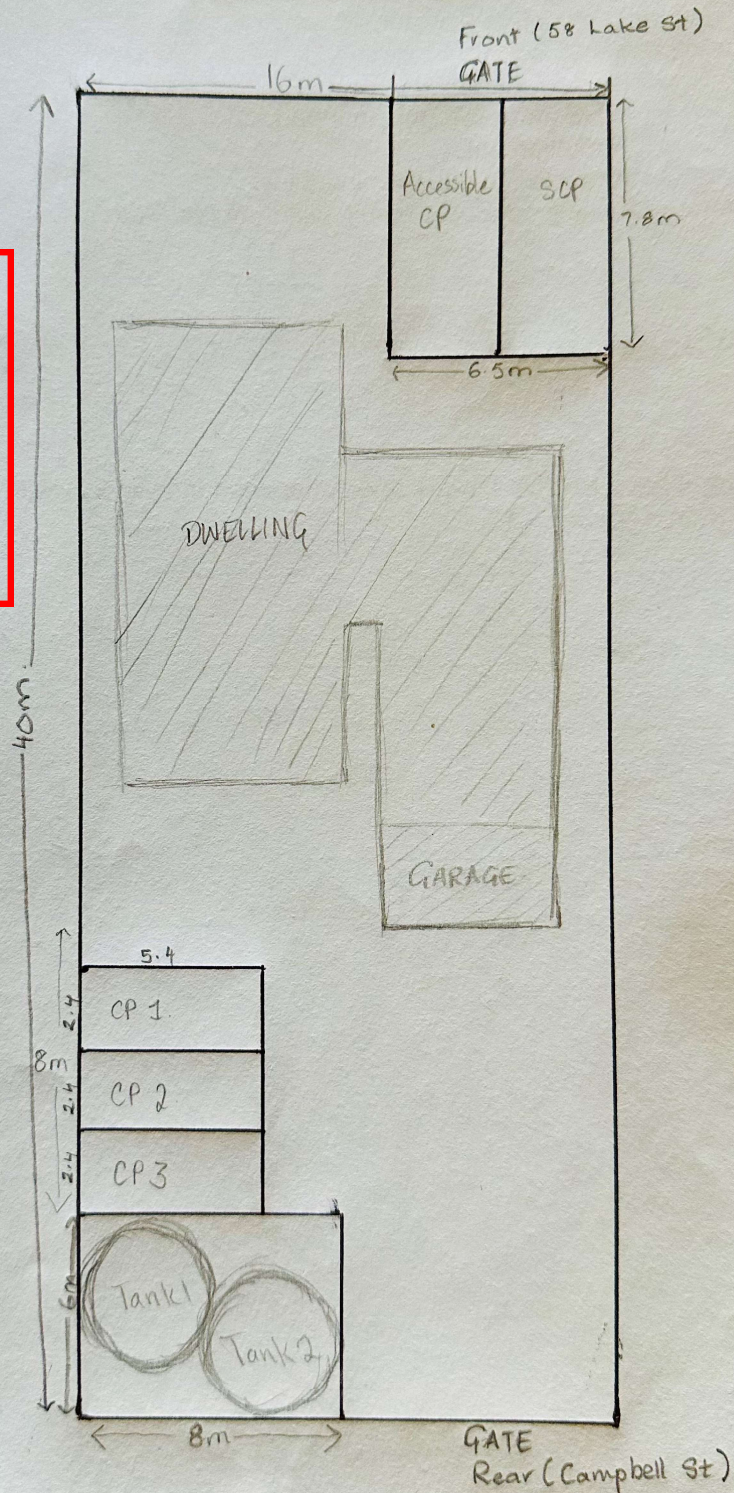 Front (58 Lake St)
GATE
16m
Accessible
CP
SCP
7.8m
6.5m
DWELLING
40m
GARAGE
5.4
CP 1
2.4
8m
CP 2
2.4
CP 3
2.4
6m
Tank1
Tank 2
8m
GATE
Rear (Campbell St)